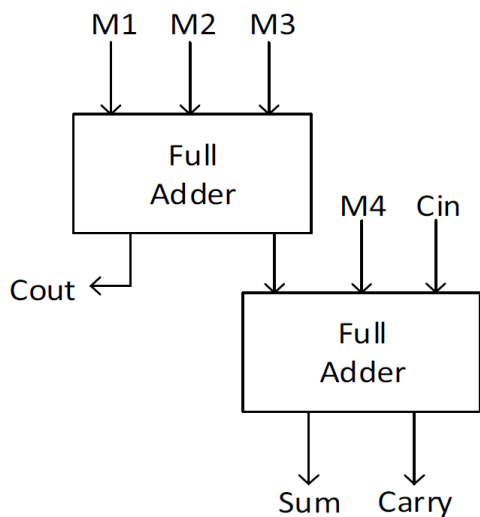 M1 M2 M3
Full
Adder
M4 Cin
Cout
Full
Adder
Sum Carry